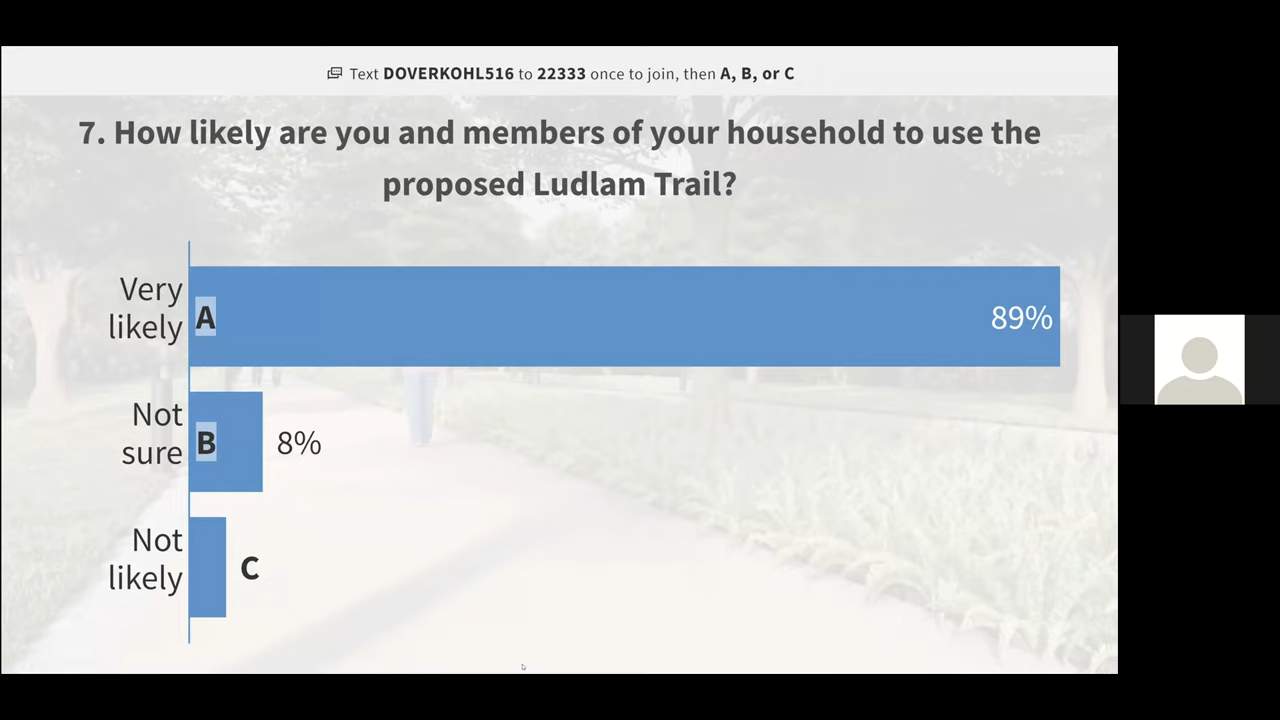 Text DOVERKOHL516 to 22333 once to join, then A, B, or C
7. How likely are you and members of your household to use the
proposed Ludlam Trail?
Very
likely
A
89%
Not
sure
B
8%
Not
likely
C